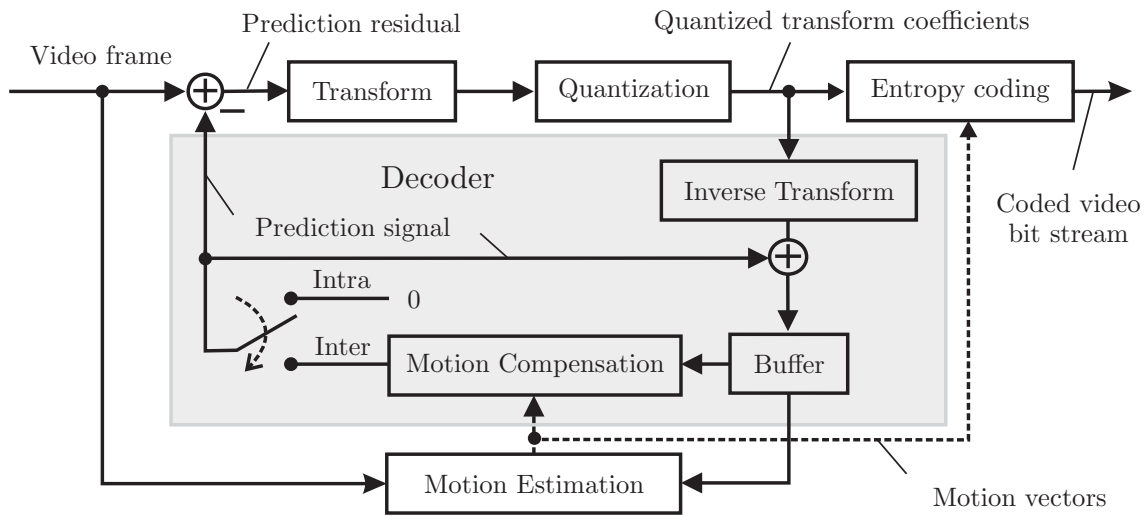 Prediction residual
Quantized transform coefficients
Video frame
Transform
Quantization
Entropy coding
Decoder
Inverse Transform
Coded video
bit stream
Prediction signal
Intra
0
Inter
Motion Compensation
Buffer
Motion Estimation
Motion vectors